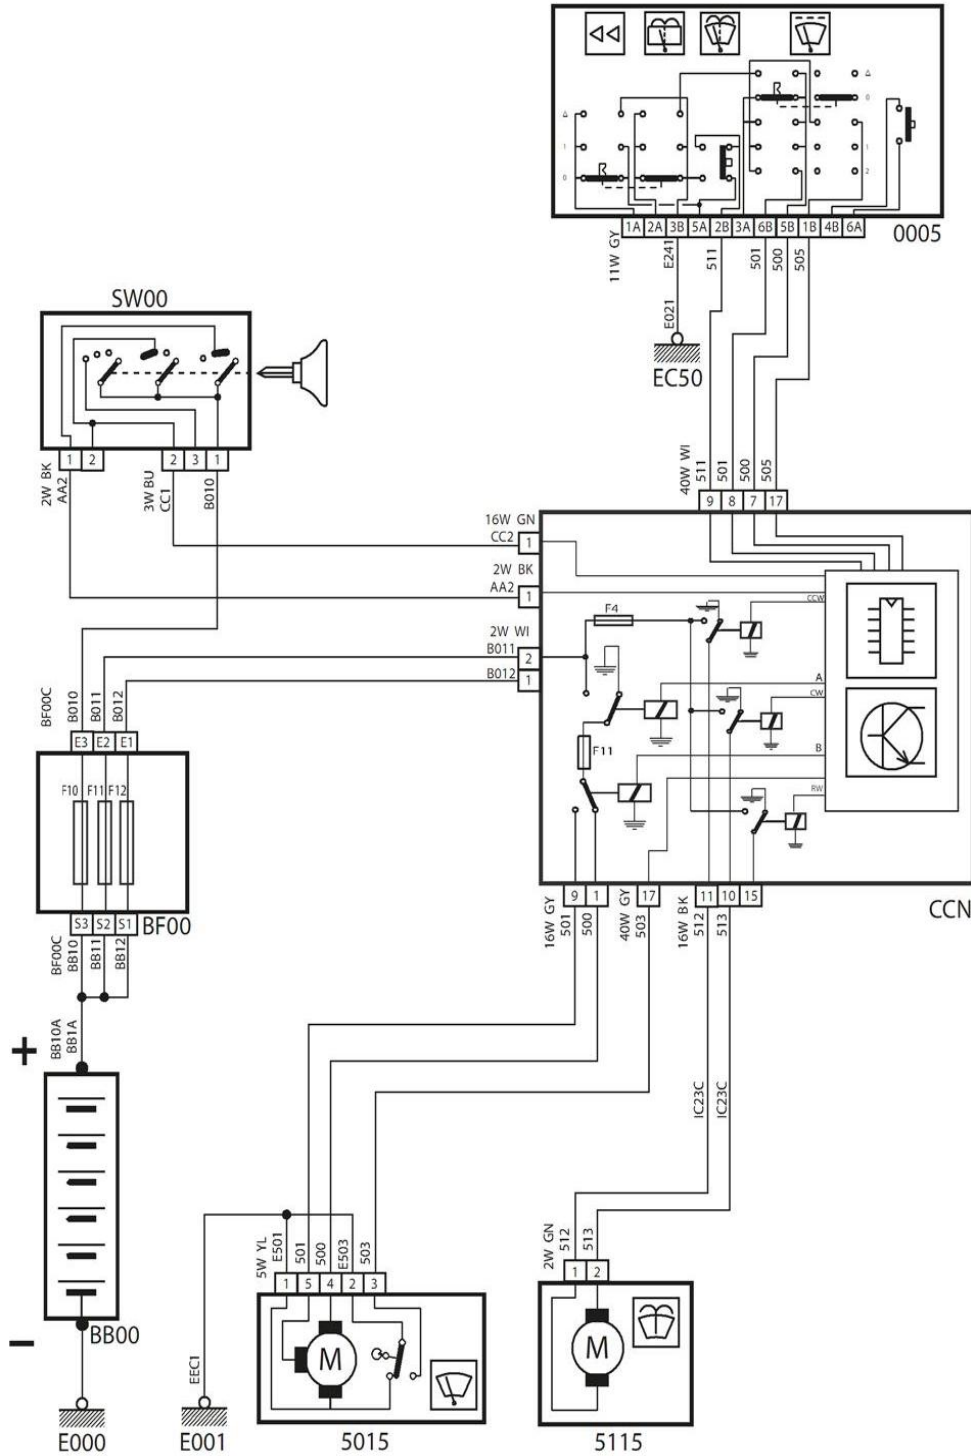 △
0
△
1
1
0
2
1A 2A 3B 5A 2B 3A 6B 5B 1B 4B 6A
0005
11W GY
E241
511
501
500
505
E021
EC50
SW00
1 2
2 3 1
2W BK
AA2
3W BU
CC1
B010
40W WI
511
501
500
505
9 8 7 17
16W GN
CC2
1
2W BK
AA2
1
2W WI
B011
2
B012
1
F4
CCW
A
CW
F11
B
RW
BF00C
B010
B011
B012
E3 E2 E1
F10 F11 F12
S3 S2 S1
BF00
BF00C
BB10
BB11
BB12
9 1 17 11 10 15
CCN
16W GY
501
500
40W GY
503
16W BK
512
513
+
BB10A
BB1A
IC23C
IC23C
5W YL
E501
501
500
E503
503
2W GN
512
513
1 5 4 2 3
1 2
M
M
−
BB00
EEC1
E000
E001
5015
5115